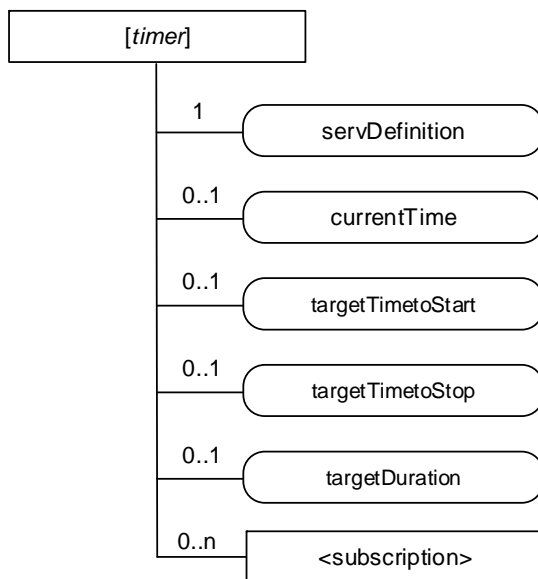 [timer]
1
servDefinition
0..1
currentTime
0..1
targetTimetoStart
0..1
targetTimetoStop
0..1
targetDuration
0..n
<subscription>